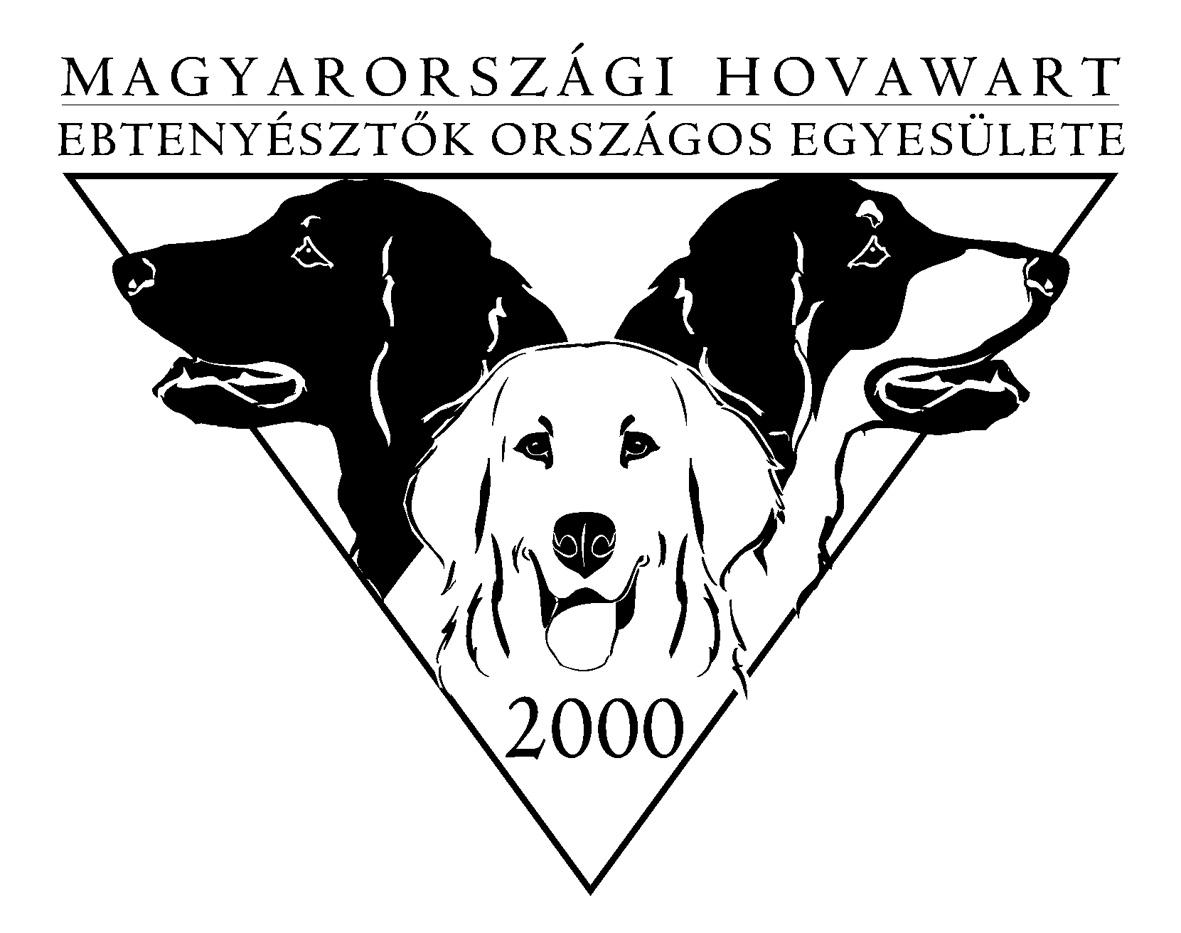 MAGYARORSZÁGI HOVAWART
EBTENYÉSZTŐK ORSZÁGOS EGYESÜLETE
2000